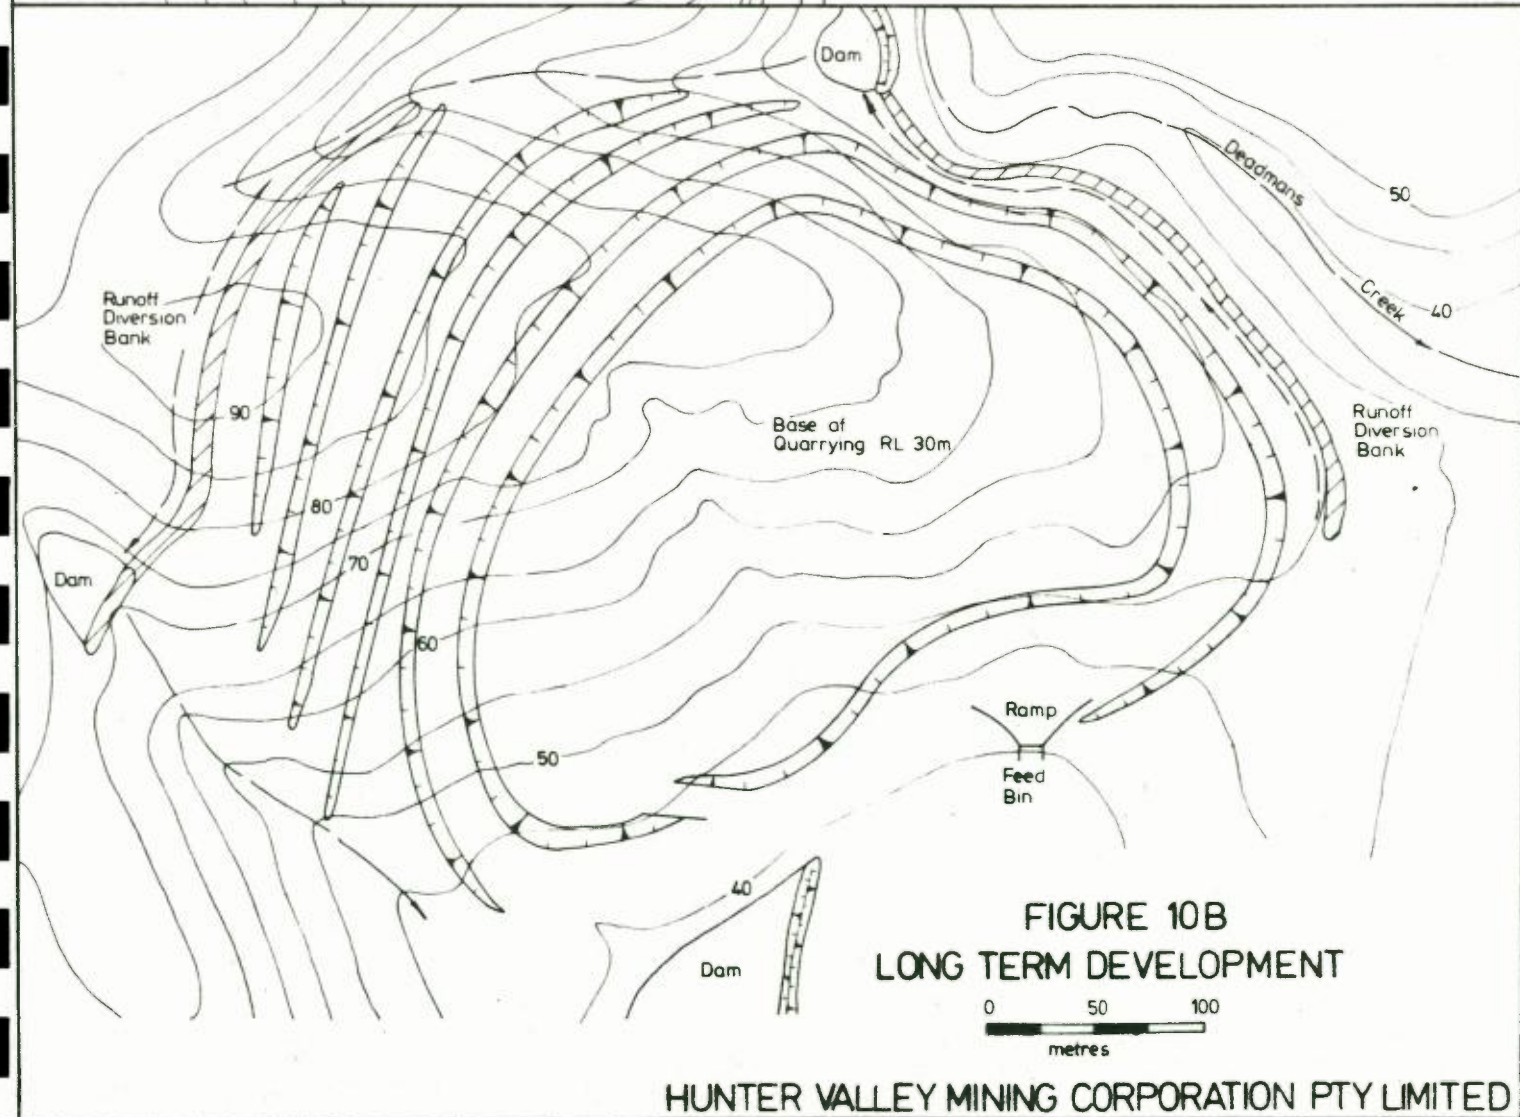 Dam
Deadmans
50
Creek
40
Runoff
Diversion
Bank
90
Runoff
Diversion
Bank
Base of
Quarrying RL 30m
80
70
Dam
60
50
Ramp
Feed
Bin
40
Dam
FIGURE 10B
LONG TERM DEVELOPMENT
0 50 100
metres
HUNTER VALLEY MINING CORPORATION PTY LIMITED